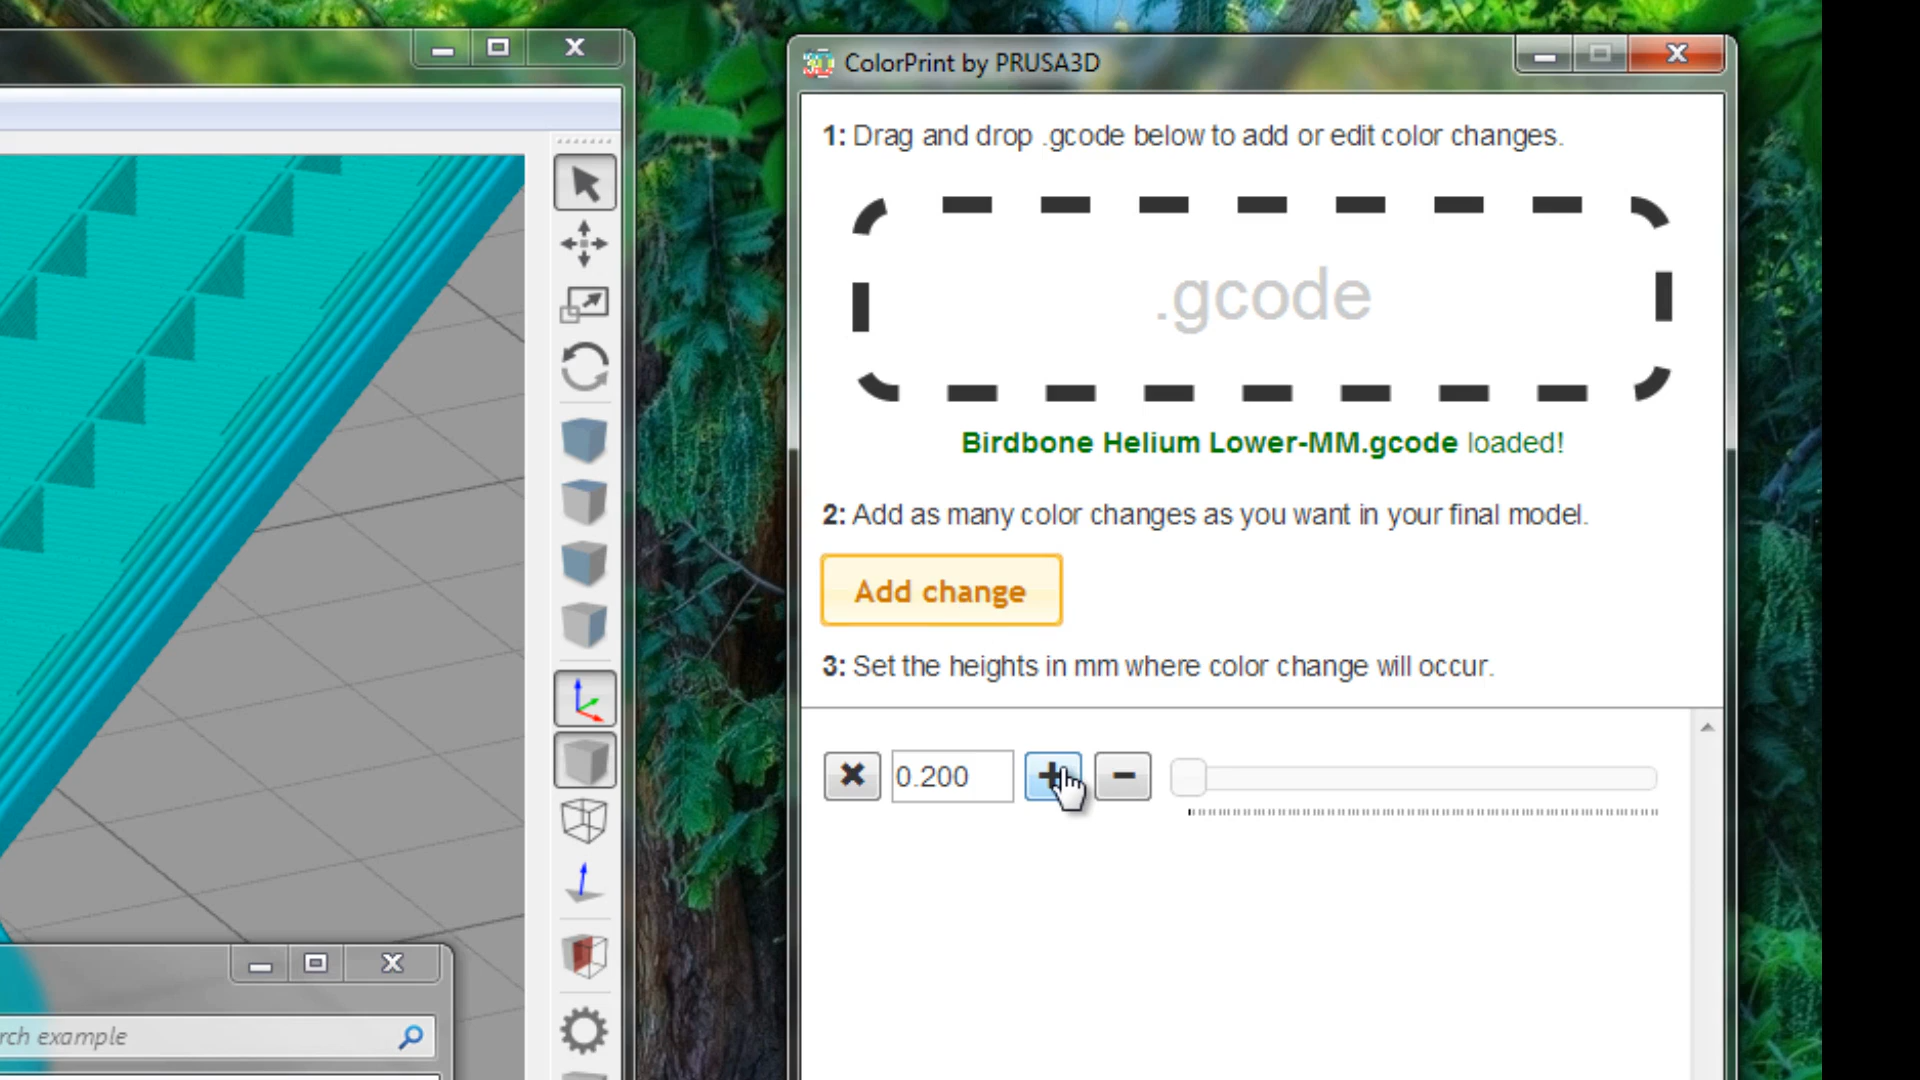 ColorPrint by PRUSA3D
1: Drag and drop .gcode below to add or edit color changes.
.gcode
Birdbone Helium Lower-MM.gcode loaded!
2: Add as many color changes as you want in your final model.
Add change
3: Set the heights in mm where color change will occur.
0.200
rch example